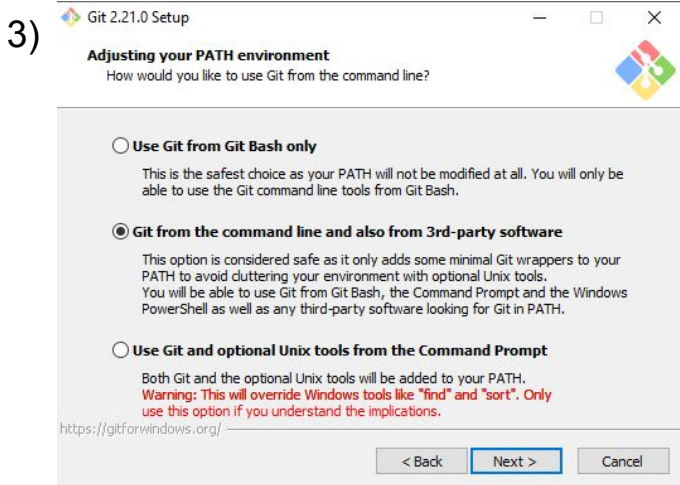 3)
Git 2.21.0 Setup
Adjusting your PATH environment
How would you like to use Git from the command line?
Use Git from Git Bash only
This is the safest choice as your PATH will not be modified at all. You will only be
able to use the Git command line tools from Git Bash.
Git from the command line and also from 3rd-party software
This option is considered safe as it only adds some minimal Git wrappers to your
PATH to avoid cluttering your environment with optional Unix tools.
You will be able to use Git from Git Bash, the Command Prompt and the Windows
PowerShell as well as any third-party software looking for Git in PATH.
Use Git and optional Unix tools from the Command Prompt
Both Git and the optional Unix tools will be added to your PATH.
Warning: This will override Windows tools like "find" and "sort". Only
use this option if you understand the implications.
https://gitforwindows.org/
< Back Next > Cancel